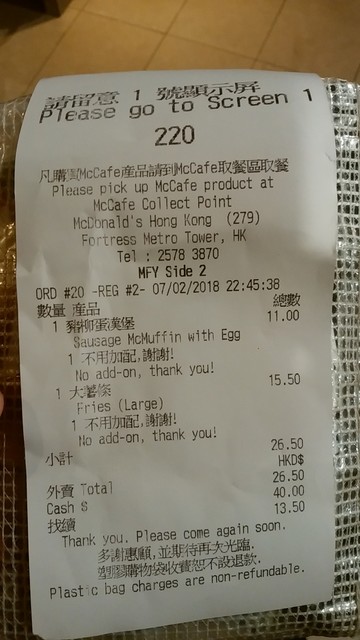 請留意 1 號顯示屏
Please go to Screen 1
220
凡購買McCafe產品請到McCafe取餐區取餐
Please pick up McCafe product at
McCafe Collect Point
McDonald's Hong Kong (279)
Fortress Metro Tower, HK
Tel : 2578 3870
MFY Side 2
ORD #20 -REG #2- 07/02/2018 22:45:38
數量 產品 總數
1 豬柳蛋漢堡 11.00
Sausage McMuffin with Egg
1 不用加配,謝謝!
No add-on, thank you!
1 大薯條 15.50
Fries (Large)
1 不用加配,謝謝!
No add-on, thank you!
小計 26.50
HKD$
外賣 Total 26.50
Cash $ 40.00
找續 13.50
Thank you. Please come again soon.
多謝惠顧,並期待再次光臨.
塑膠購物袋收費恕不設退款.
Plastic bag charges are non-refundable.